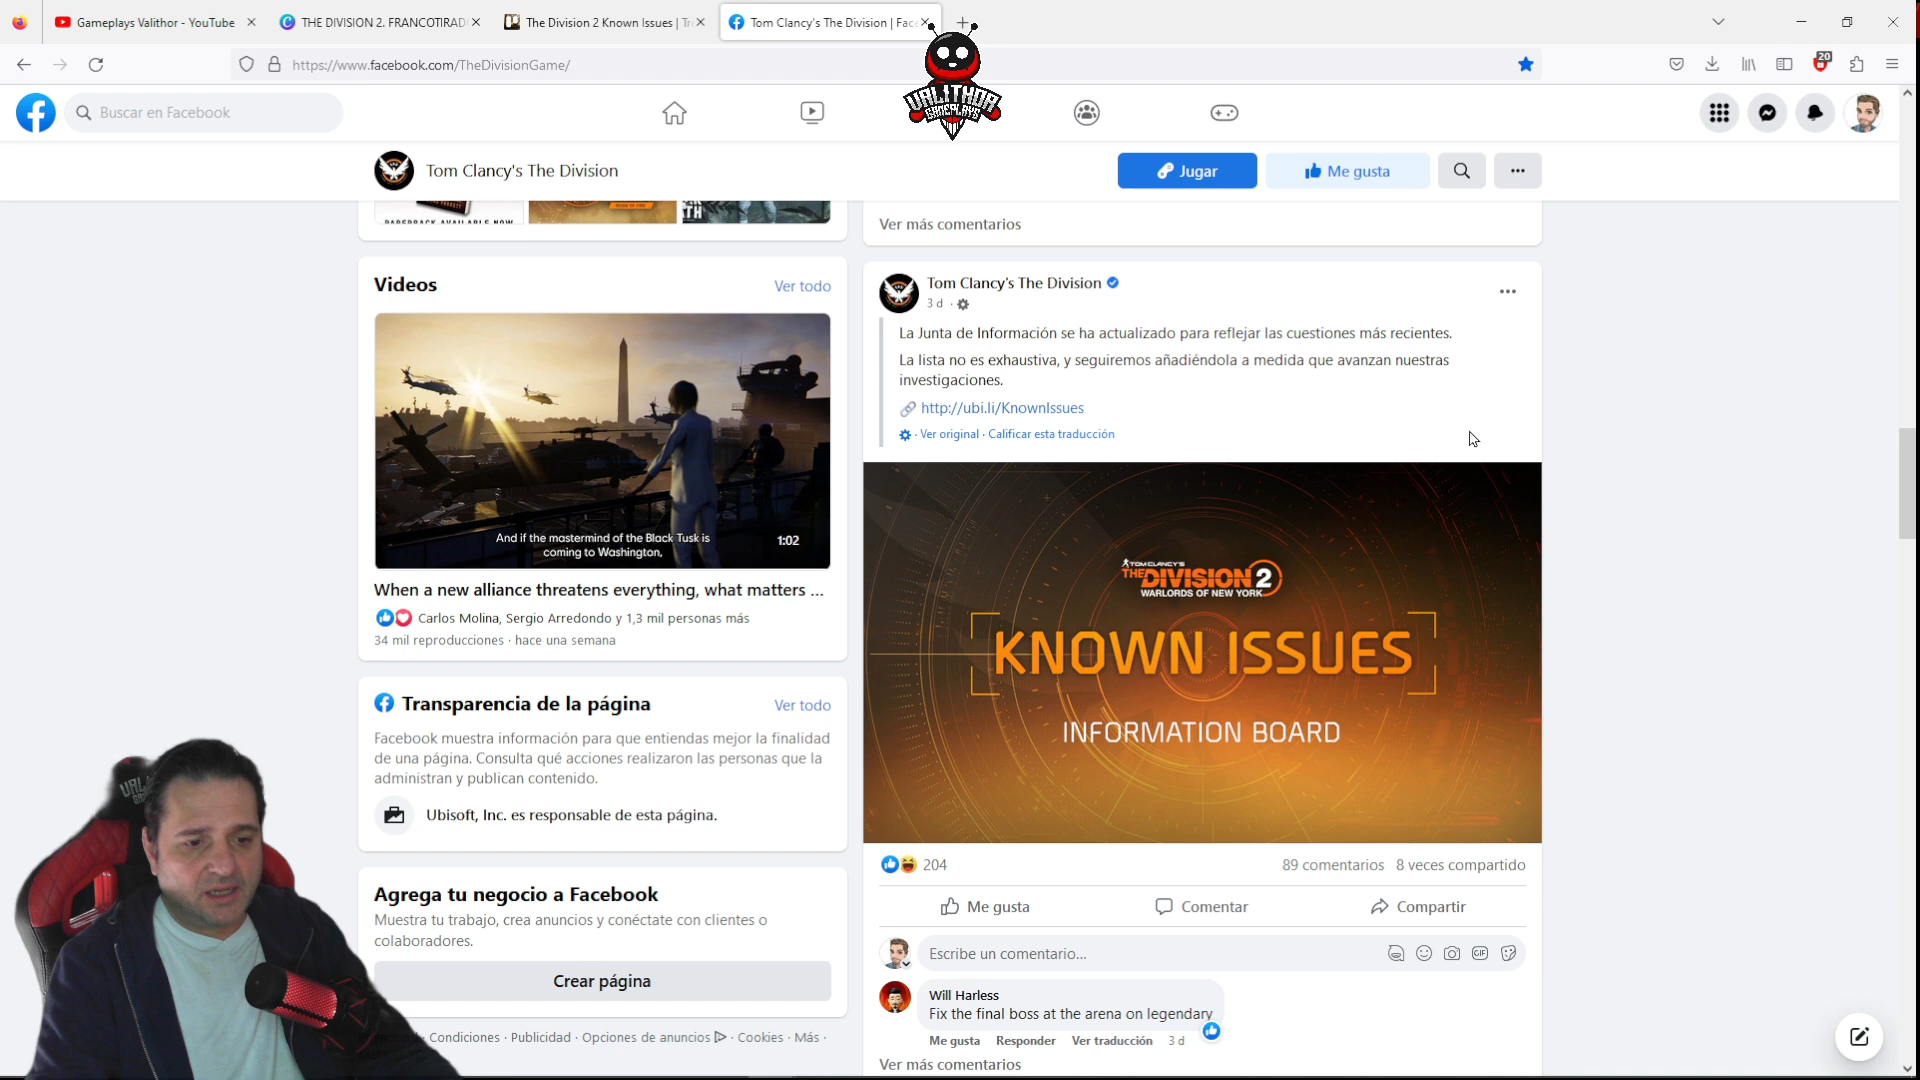 Gameplays Valithor - YouTube
THE DIVISION 2. FRANCOTIRAD
The Division 2 Known Issues | Tr
Tom Clancy's The Division | Fac
https://www.facebook.com/TheDivisionGame/
20
VALITHOR
GAMEPLAYS
Buscar en Facebook
Tom Clancy's The Division
Jugar
Me gusta
PAPERBACK AVAILABLE NOW
Ver más comentarios
Videos
Ver todo
And if the mastermind of the Black Tusk is
coming to Washington,
1:02
When a new alliance threatens everything, what matters ...
Carlos Molina, Sergio Arredondo y 1,3 mil personas más
34 mil reproducciones · hace una semana
Transparencia de la página
Ver todo
Facebook muestra información para que entiendas mejor la finalidad
de una página. Consulta qué acciones realizaron las personas que la
administran y publican contenido.
Ubisoft, Inc. es responsable de esta página.
Agrega tu negocio a Facebook
Muestra tu trabajo, crea anuncios y conéctate con clientes o
colaboradores.
Crear página
· Condiciones · Publicidad · Opciones de anuncios · Cookies · Más ·
Tom Clancy's The Division
3 d ·
La Junta de Información se ha actualizado para reflejar las cuestiones más recientes.
La lista no es exhaustiva, y seguiremos añadiéndola a medida que avanzan nuestras
investigaciones.
http://ubi.li/KnownIssues
· Ver original · Calificar esta traducción
TOM CLANCY'S
THE DIVISION 2
WARLORDS OF NEW YORK
KNOWN ISSUES
INFORMATION BOARD
204
89 comentarios 8 veces compartido
Me gusta
Comentar
Compartir
Escribe un comentario...
GIF
Will Harless
Fix the final boss at the arena on legendary
Me gusta Responder Ver traducción 3 d
Ver más comentarios